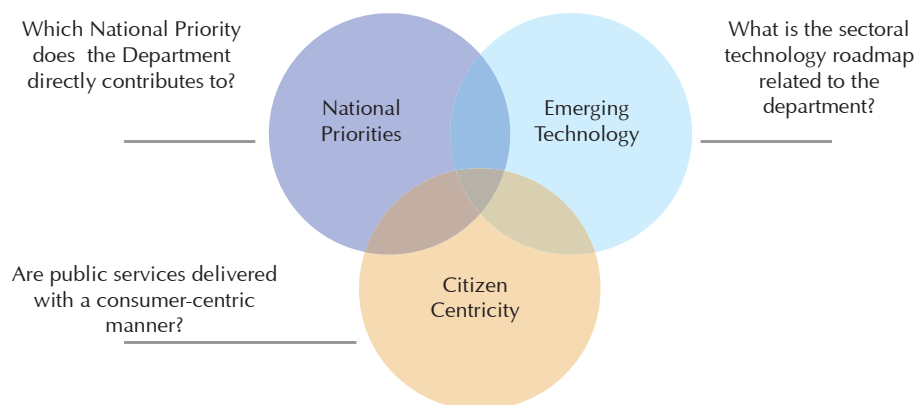 Which National Priority
does the Department
directly contributes to?
What is the sectoral
technology roadmap
related to the
department?
National
Priorities
Emerging
Technology
Are public services delivered
with a consumer-centric
manner?
Citizen
Centricity